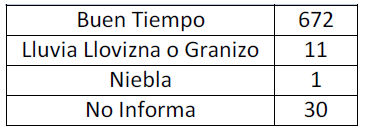 Buen Tiempo 672
Lluvia Llovizna o Granizo 11
Niebla 1
No Informa 30